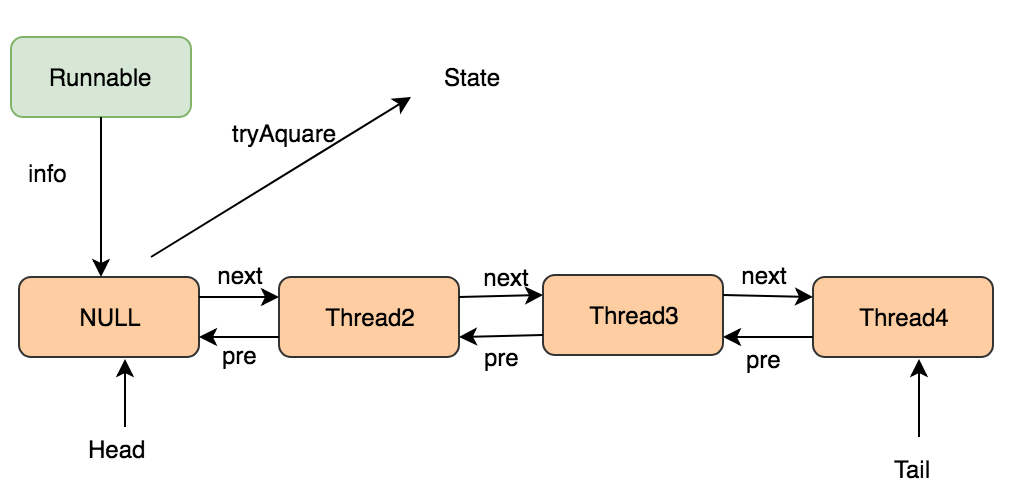 Runnable
State
tryAquare
info
next
next
next
NULL
Thread2
Thread3
Thread4
pre
pre
pre
Head
Tail